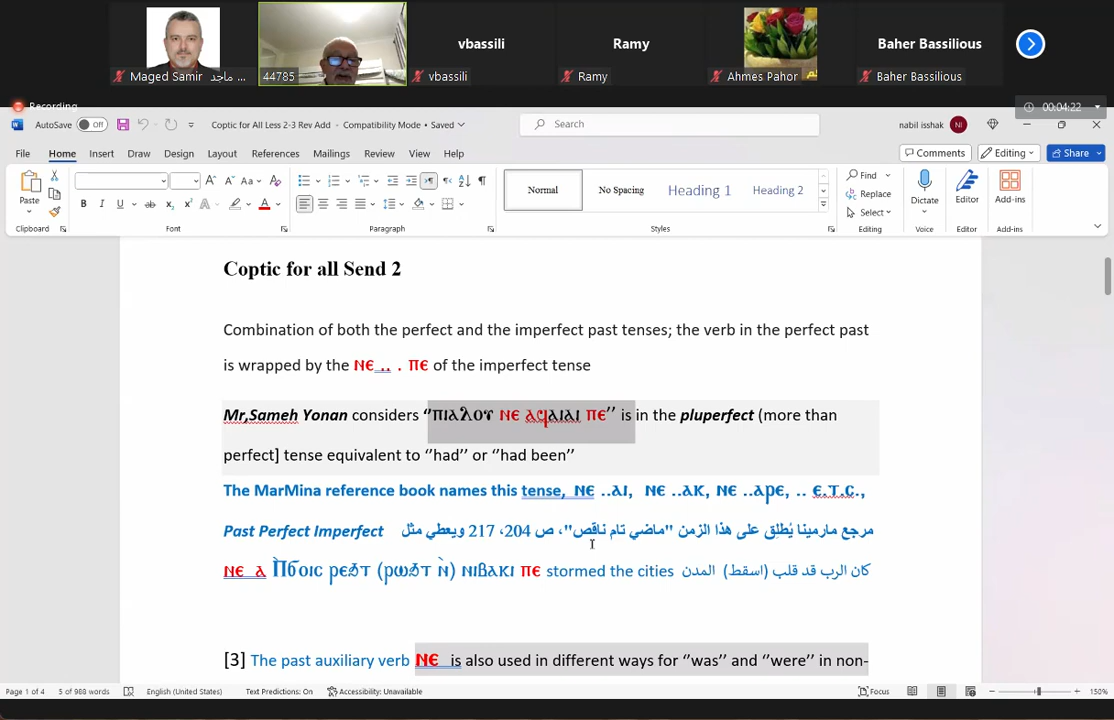 vbassili
Ramy
Baher Bassilious
Maged Samir ماجد
44785
vbassili
Ramy
Ahmes Pahor
Baher Bassilious
Recording
00:04:22
AutoSave Off
Coptic for All Less 2-3 Rev Add - Compatibility Mode • Saved
Search
nabil isshak NI
File Home Insert Draw Design Layout References Mailings Review View Help
Comments Editing Share
Paste
Normal
No Spacing
Heading 1
Heading 2
Find
Replace
Select
Dictate
Editor
Add-ins
Clipboard Font Paragraph Styles Editing Voice Editor Add-ins
Coptic for all Send 2
Combination of both the perfect and the imperfect past tenses; the verb in the perfect past
is wrapped by the ⲛⲉ .. . ⲡⲉ of the imperfect tense
Mr,Sameh Yonan considers ‘’ⲡⲓⲁⲗⲟⲩ ⲛⲉ ⲁϥⲁⲓⲁⲓ ⲡⲉ’’ is in the pluperfect (more than
perfect] tense equivalent to ‘’had’’ or ‘’had been’’
The MarMina reference book names this tense, ⲛⲉ ..ⲁⲓ, ⲛⲉ ..ⲁⲕ, ⲛⲉ ..ⲁⲣⲉ, .. ⲉ.ⲧ.ⲥ.,
Past Perfect Imperfect مرجع مارمينا يُطلِق على هذا الزمن "ماضي تام ناقص"، ص 204، 217 ويعطي مثل
ⲛⲉ ⲁ Ⲡ̀ϭⲟⲓⲥ ⲣⲉϧⲧ (ⲣⲱϧⲧ ⲛ̀) ⲛⲓⲃⲁⲕⲓ ⲡⲉ stormed the cities كان الرب قد قلب (اسقط) المدن
[3] The past auxiliary verb ⲛⲉ is also used in different ways for ‘’was’’ and ‘’were’’ in non-
Page 1 of 4 5 of 988 words English (United States) Text Predictions: On Accessibility: Unavailable Focus 150%